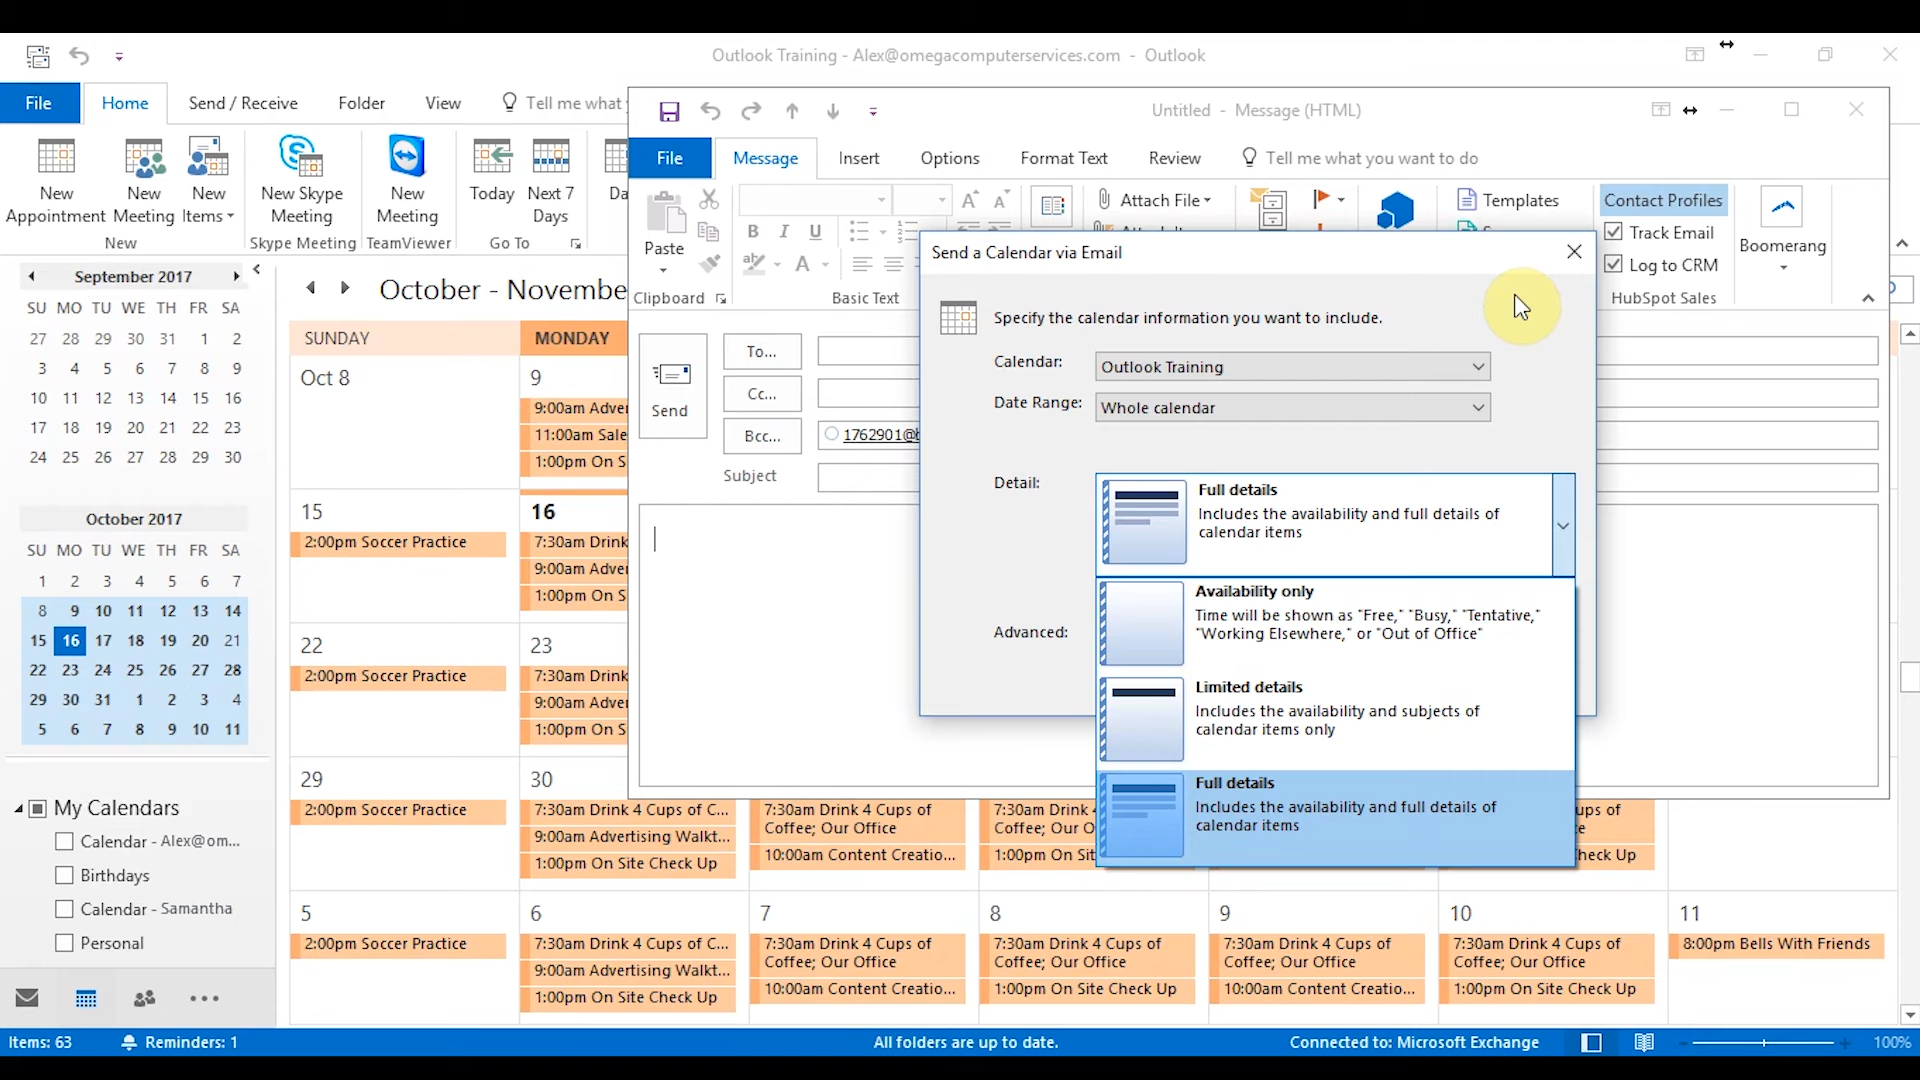 Outlook Training - Alex@omegacomputerservices.com - Outlook
File Home Send / Receive Folder View Tell me what
New Appointment
New Meeting
New Items
New
New Skype Meeting
Skype Meeting
New Meeting
TeamViewer
Today
Next 7 Days
Go To
Untitled - Message (HTML)
File Message Insert Options Format Text Review Tell me what you want to do
Paste
Clipboard
B I U
A
Basic Text
Attach File
Templates
Contact Profiles
Track Email
Log to CRM
HubSpot Sales
Boomerang
Send
To...
Cc...
Bcc...
1762901@
Subject
Send a Calendar via Email
Specify the calendar information you want to include.
Calendar: Outlook Training
Date Range: Whole calendar
Detail:
Full details
Includes the availability and full details of
calendar items
Availability only
Time will be shown as "Free," "Busy," "Tentative,"
"Working Elsewhere," or "Out of Office"
Advanced:
Limited details
Includes the availability and subjects of
calendar items only
Full details
Includes the availability and full details of
calendar items
September 2017
SU MO TU WE TH FR SA
27 28 29 30 31 1 2
3 4 5 6 7 8 9
10 11 12 13 14 15 16
17 18 19 20 21 22 23
24 25 26 27 28 29 30
October 2017
SU MO TU WE TH FR SA
1 2 3 4 5 6 7
8 9 10 11 12 13 14
15 16 17 18 19 20 21
22 23 24 25 26 27 28
29 30 31 1 2 3 4
5 6 7 8 9 10 11
My Calendars
Calendar - Alex@om...
Birthdays
Calendar - Samantha
Personal
October - Novembe
SUNDAY MONDAY
Oct 8
9
9:00am Adver
11:00am Sale
1:00pm On S
15
2:00pm Soccer Practice
16
7:30am Drink
9:00am Adver
1:00pm On S
22
2:00pm Soccer Practice
23
7:30am Drink
9:00am Adver
1:00pm On S
29
2:00pm Soccer Practice
30
7:30am Drink 4 Cups of C...
9:00am Advertising Walkt...
1:00pm On Site Check Up
7:30am Drink 4 Cups of
Coffee; Our Office
10:00am Content Creatio...
7:30am Drink
Coffee; Our O
1:00pm On Sit
ups of
heck Up
5
2:00pm Soccer Practice
6
7:30am Drink 4 Cups of C...
9:00am Advertising Walkt...
1:00pm On Site Check Up
7
7:30am Drink 4 Cups of
Coffee; Our Office
10:00am Content Creatio...
8
7:30am Drink 4 Cups of
Coffee; Our Office
1:00pm On Site Check Up
9
7:30am Drink 4 Cups of
Coffee; Our Office
10:00am Content Creatio...
10
7:30am Drink 4 Cups of
Coffee; Our Office
1:00pm On Site Check Up
11
8:00pm Bells With Friends
Items: 63 Reminders: 1 All folders are up to date. Connected to: Microsoft Exchange 100%